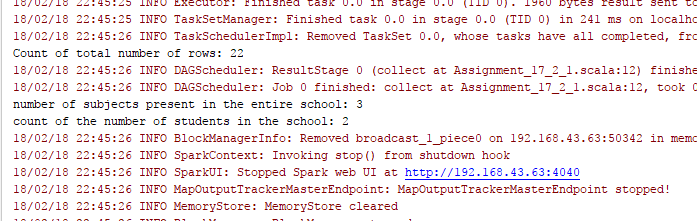 18/02/18 22:45:25 INFO Executor: Finished task 0.0 in stage 0.0 (TID 0). 1960 bytes result sent to
18/02/18 22:45:26 INFO TaskSetManager: Finished task 0.0 in stage 0.0 (TID 0) in 241 ms on localho
18/02/18 22:45:26 INFO TaskSchedulerImpl: Removed TaskSet 0.0, whose tasks have all completed, fro
Count of total number of rows: 22
18/02/18 22:45:26 INFO DAGScheduler: ResultStage 0 (collect at Assignment_17_2_1.scala:12) finishe
18/02/18 22:45:26 INFO DAGScheduler: Job 0 finished: collect at Assignment_17_2_1.scala:12, took 0
number of subjects present in the entire school: 3
count of the number of students in the school: 2
18/02/18 22:45:26 INFO BlockManagerInfo: Removed broadcast_1_piece0 on 192.168.43.63:50342 in memo
18/02/18 22:45:26 INFO SparkContext: Invoking stop() from shutdown hook
18/02/18 22:45:26 INFO SparkUI: Stopped Spark web UI at http://192.168.43.63:4040
18/02/18 22:45:26 INFO MapOutputTrackerMasterEndpoint: MapOutputTrackerMasterEndpoint stopped!
18/02/18 22:45:26 INFO MemoryStore: MemoryStore cleared